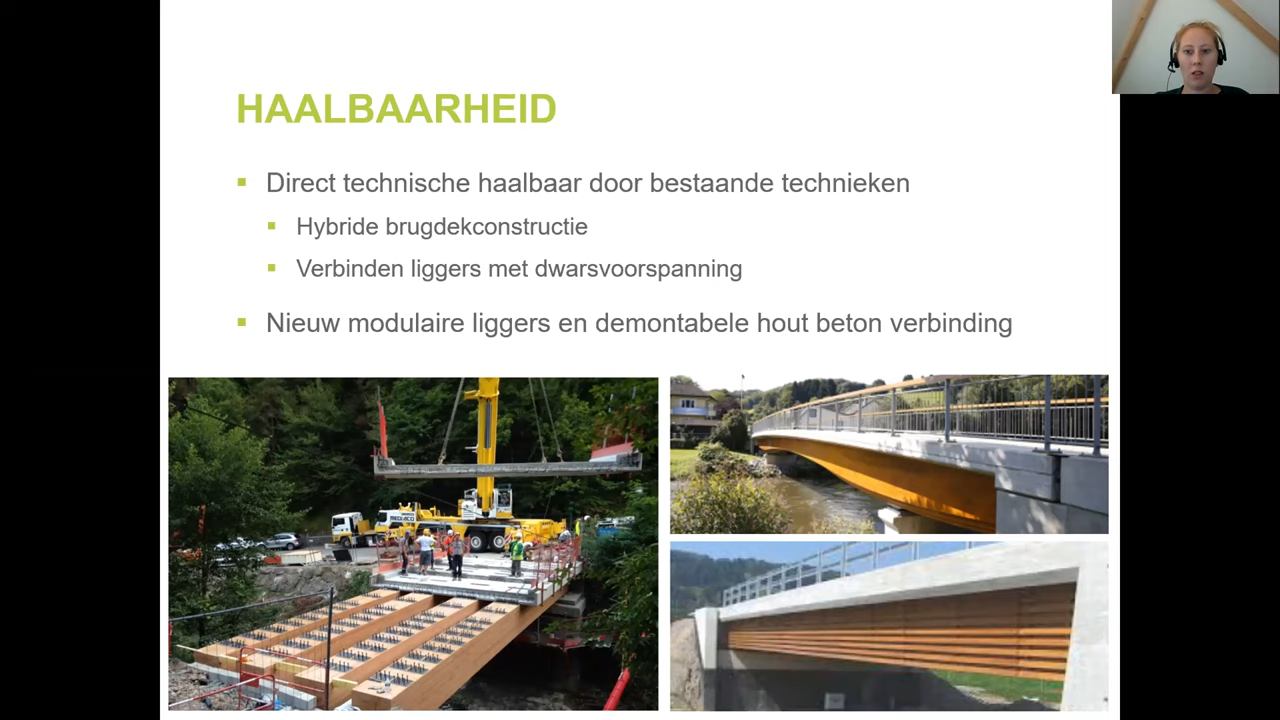 HAALBAARHEID
Direct technische haalbaar door bestaande technieken
Hybride brugdekconstructie
Verbinden liggers met dwarsvoorspanning
Nieuw modulaire liggers en demontabele hout beton verbinding
MEDIACO